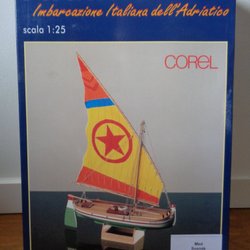 Imbarcazione Italiana dell'Adriatico
scala 1:25
COREL